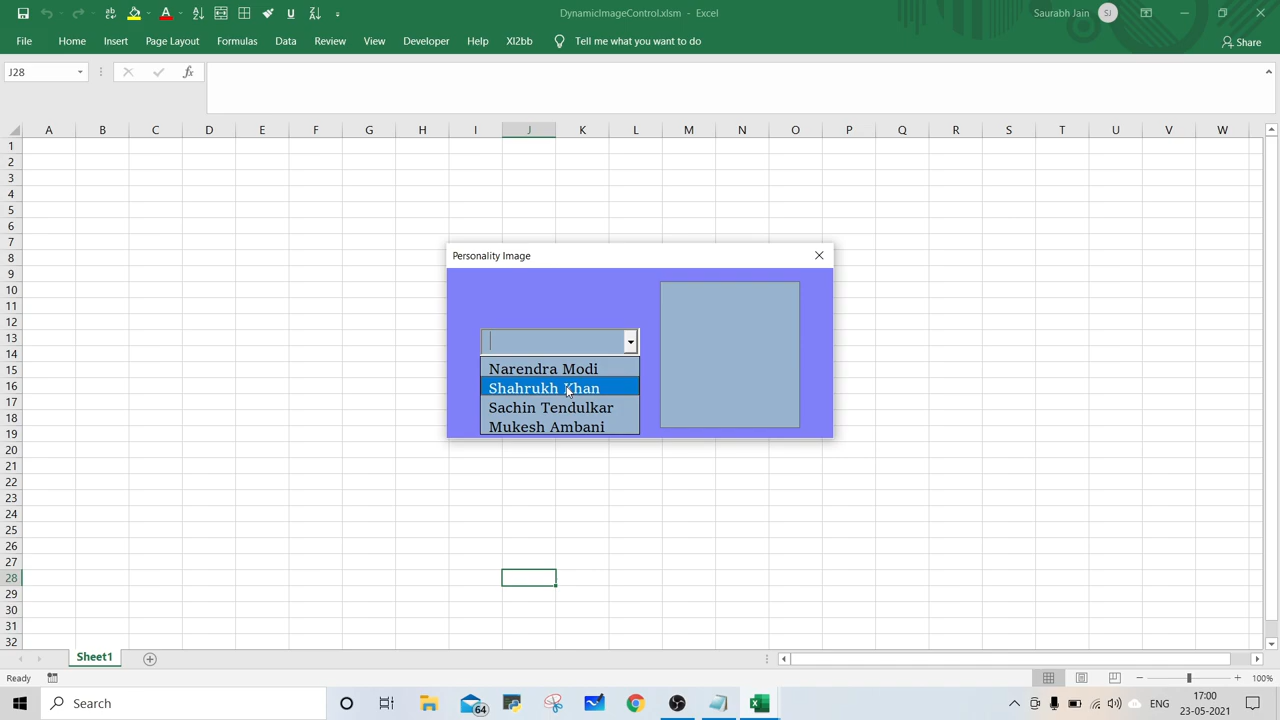 DynamicImageControl.xlsm - Excel
Saurabh Jain SJ
File Home Insert Page Layout Formulas Data Review View Developer Help Xl2bb Tell me what you want to do Share
J28 fx
A B C D E F G H I J K L M N O P Q R S T U V W
1
2
3
4
5
6
7
8
9
10
11
12
13
14
15
16
17
18
19
20
21
22
23
24
25
26
27
28
29
30
31
32
Personality Image
Narendra Modi
Shahrukh Khan
Sachin Tendulkar
Mukesh Ambani
Sheet1
Ready 100%
Search 64 ENG 17:00
23-05-2021